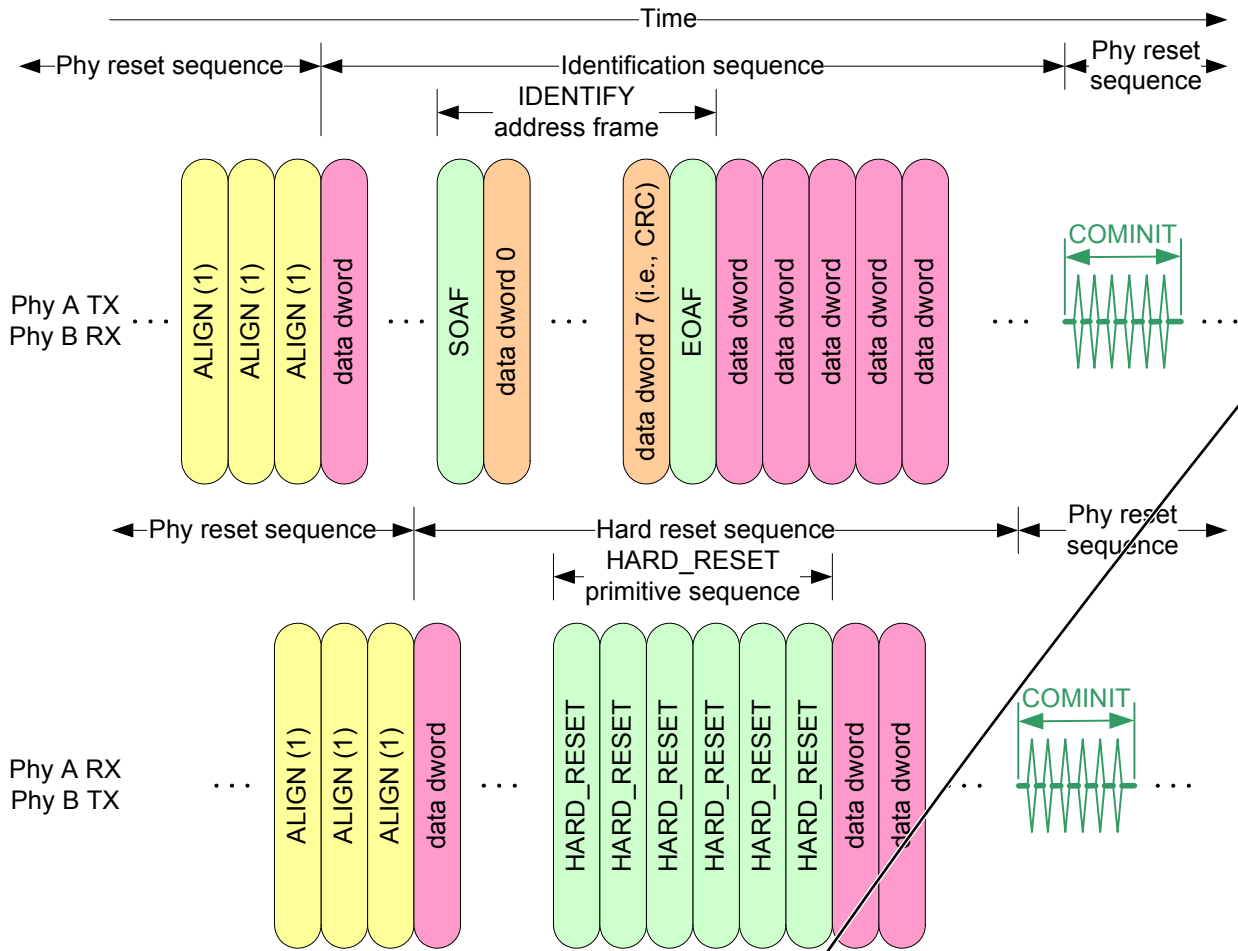 Time
Phy reset sequence
Identification sequence
Phy reset
sequence
IDENTIFY
address frame
Phy A TX
Phy B RX
. . .
ALIGN (1)
ALIGN (1)
ALIGN (1)
data dword
. . .
SOAF
data dword 0
. . .
data dword 7 (i.e., CRC)
EOAF
data dword
data dword
data dword
data dword
data dword
. . .
COMINIT
. . .
Phy reset sequence
Hard reset sequence
Phy reset
sequence
HARD_RESET
primitive sequence
Phy A RX
Phy B TX
. . .
ALIGN (1)
ALIGN (1)
ALIGN (1)
data dword
. . .
HARD_RESET
HARD_RESET
HARD_RESET
HARD_RESET
HARD_RESET
HARD_RESET
data dword
data dword
. . .
COMINIT
. . .